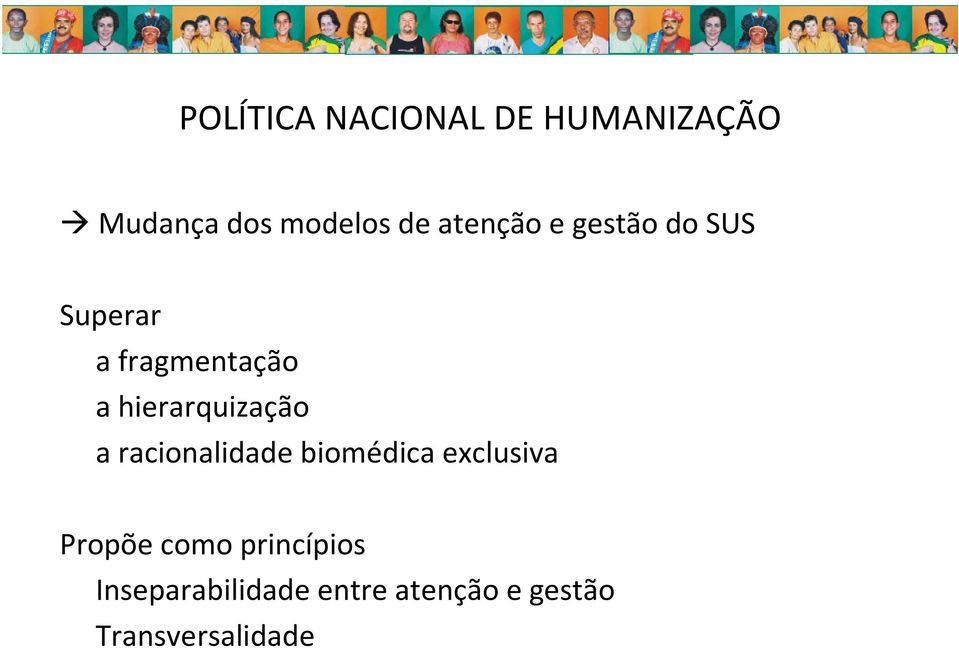 POLÍTICA NACIONAL DE HUMANIZAÇÃO
→ Mudança dos modelos de atenção e gestão do SUS
Superar
a fragmentação
a hierarquização
a racionalidade biomédica exclusiva
Propõe como princípios
Inseparabilidade entre atenção e gestão
Transversalidade